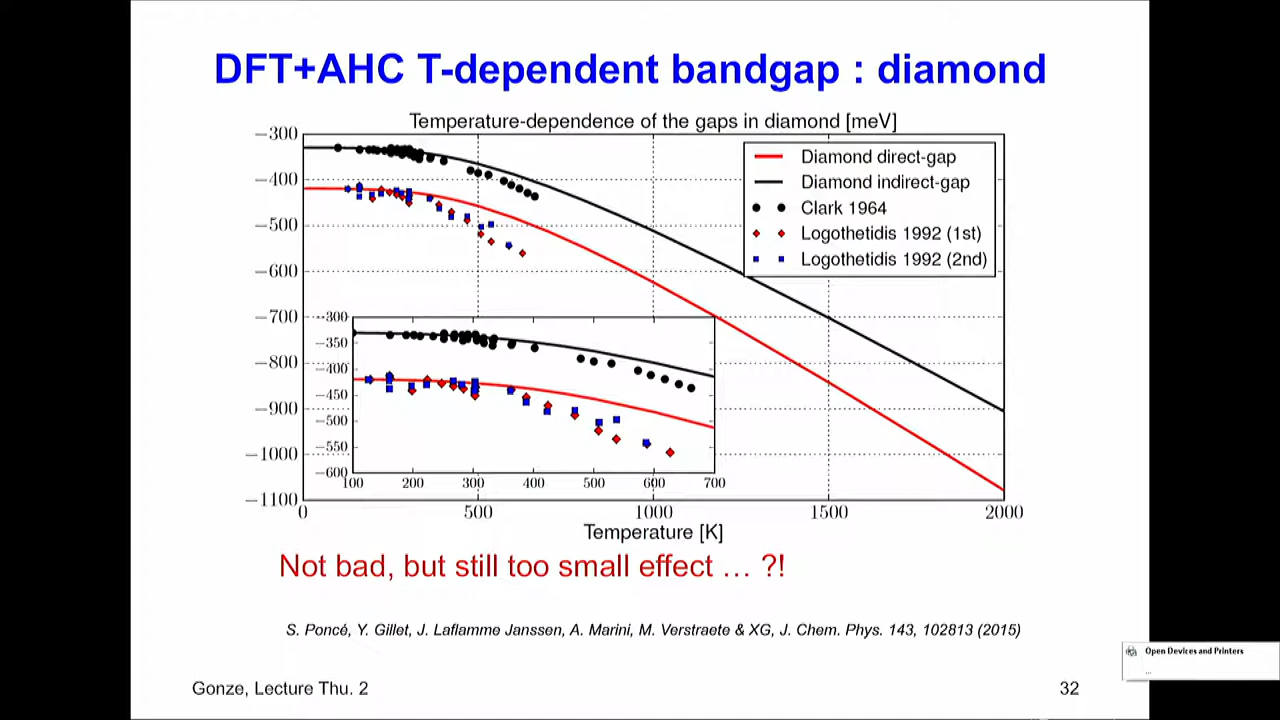 DFT+AHC T-dependent bandgap : diamond
Temperature-dependence of the gaps in diamond [meV]
−300
−400
−500
−600
−700
−800
−900
−1000
−1100
Diamond direct-gap
Diamond indirect-gap
Clark 1964
Logothetidis 1992 (1st)
Logothetidis 1992 (2nd)
−300
−350
−400
−450
−500
−550
−600
100 200 300 400 500 600 700
0 500 1000 1500 2000
Temperature [K]
Not bad, but still too small effect … ?!
S. Poncé, Y. Gillet, J. Laflamme Janssen, A. Marini, M. Verstraete & XG, J. Chem. Phys. 143, 102813 (2015)
Open Devices and Printers
...
Gonze, Lecture Thu. 2
32